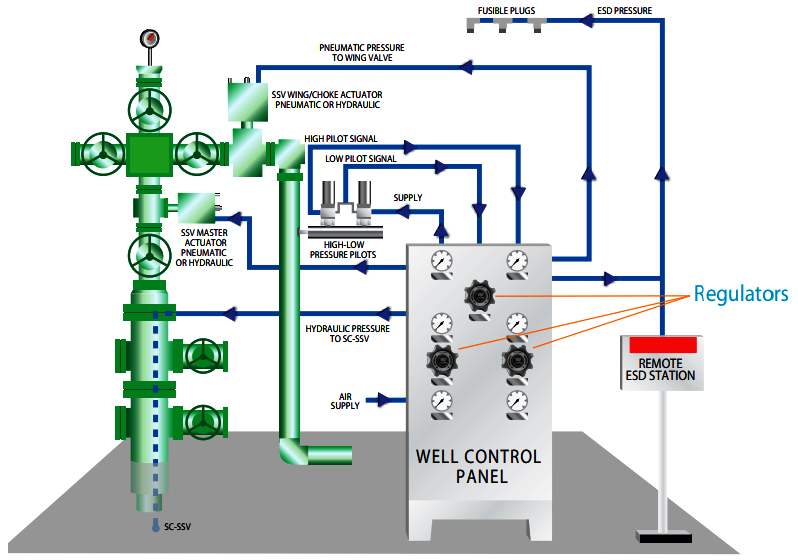 FUSIBLE PLUGS
ESD PRESSURE
PNEUMATIC PRESSURE
TO WING VALVE
SSV WING/CHOKE ACTUATOR
PNEUMATIC OR HYDRAULIC
HIGH PILOT SIGNAL
LOW PILOT SIGNAL
SUPPLY
SSV MASTER
ACTUATOR
PNEUMATIC
OR HYDRAULIC
HIGH-LOW
PRESSURE PILOTS
Regulators
HYDRAULIC PRESSURE
TO SC-SSV
REMOTE
ESD STATION
AIR
SUPPLY
WELL CONTROL
PANEL
SC-SSV